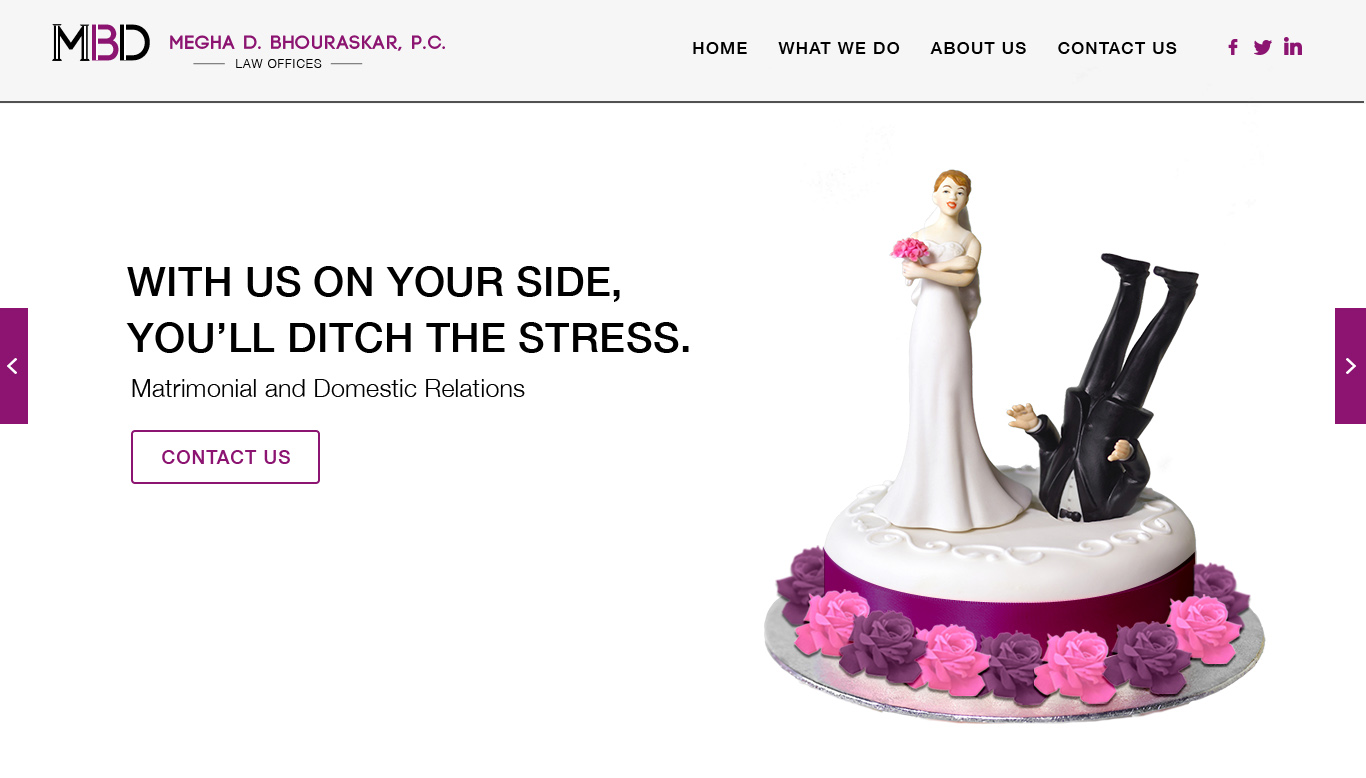 MBD
MEGHA D. BHOURASKAR, P.C.
LAW OFFICES
HOME WHAT WE DO ABOUT US CONTACT US
WITH US ON YOUR SIDE,
YOU’LL DITCH THE STRESS.
Matrimonial and Domestic Relations
CONTACT US